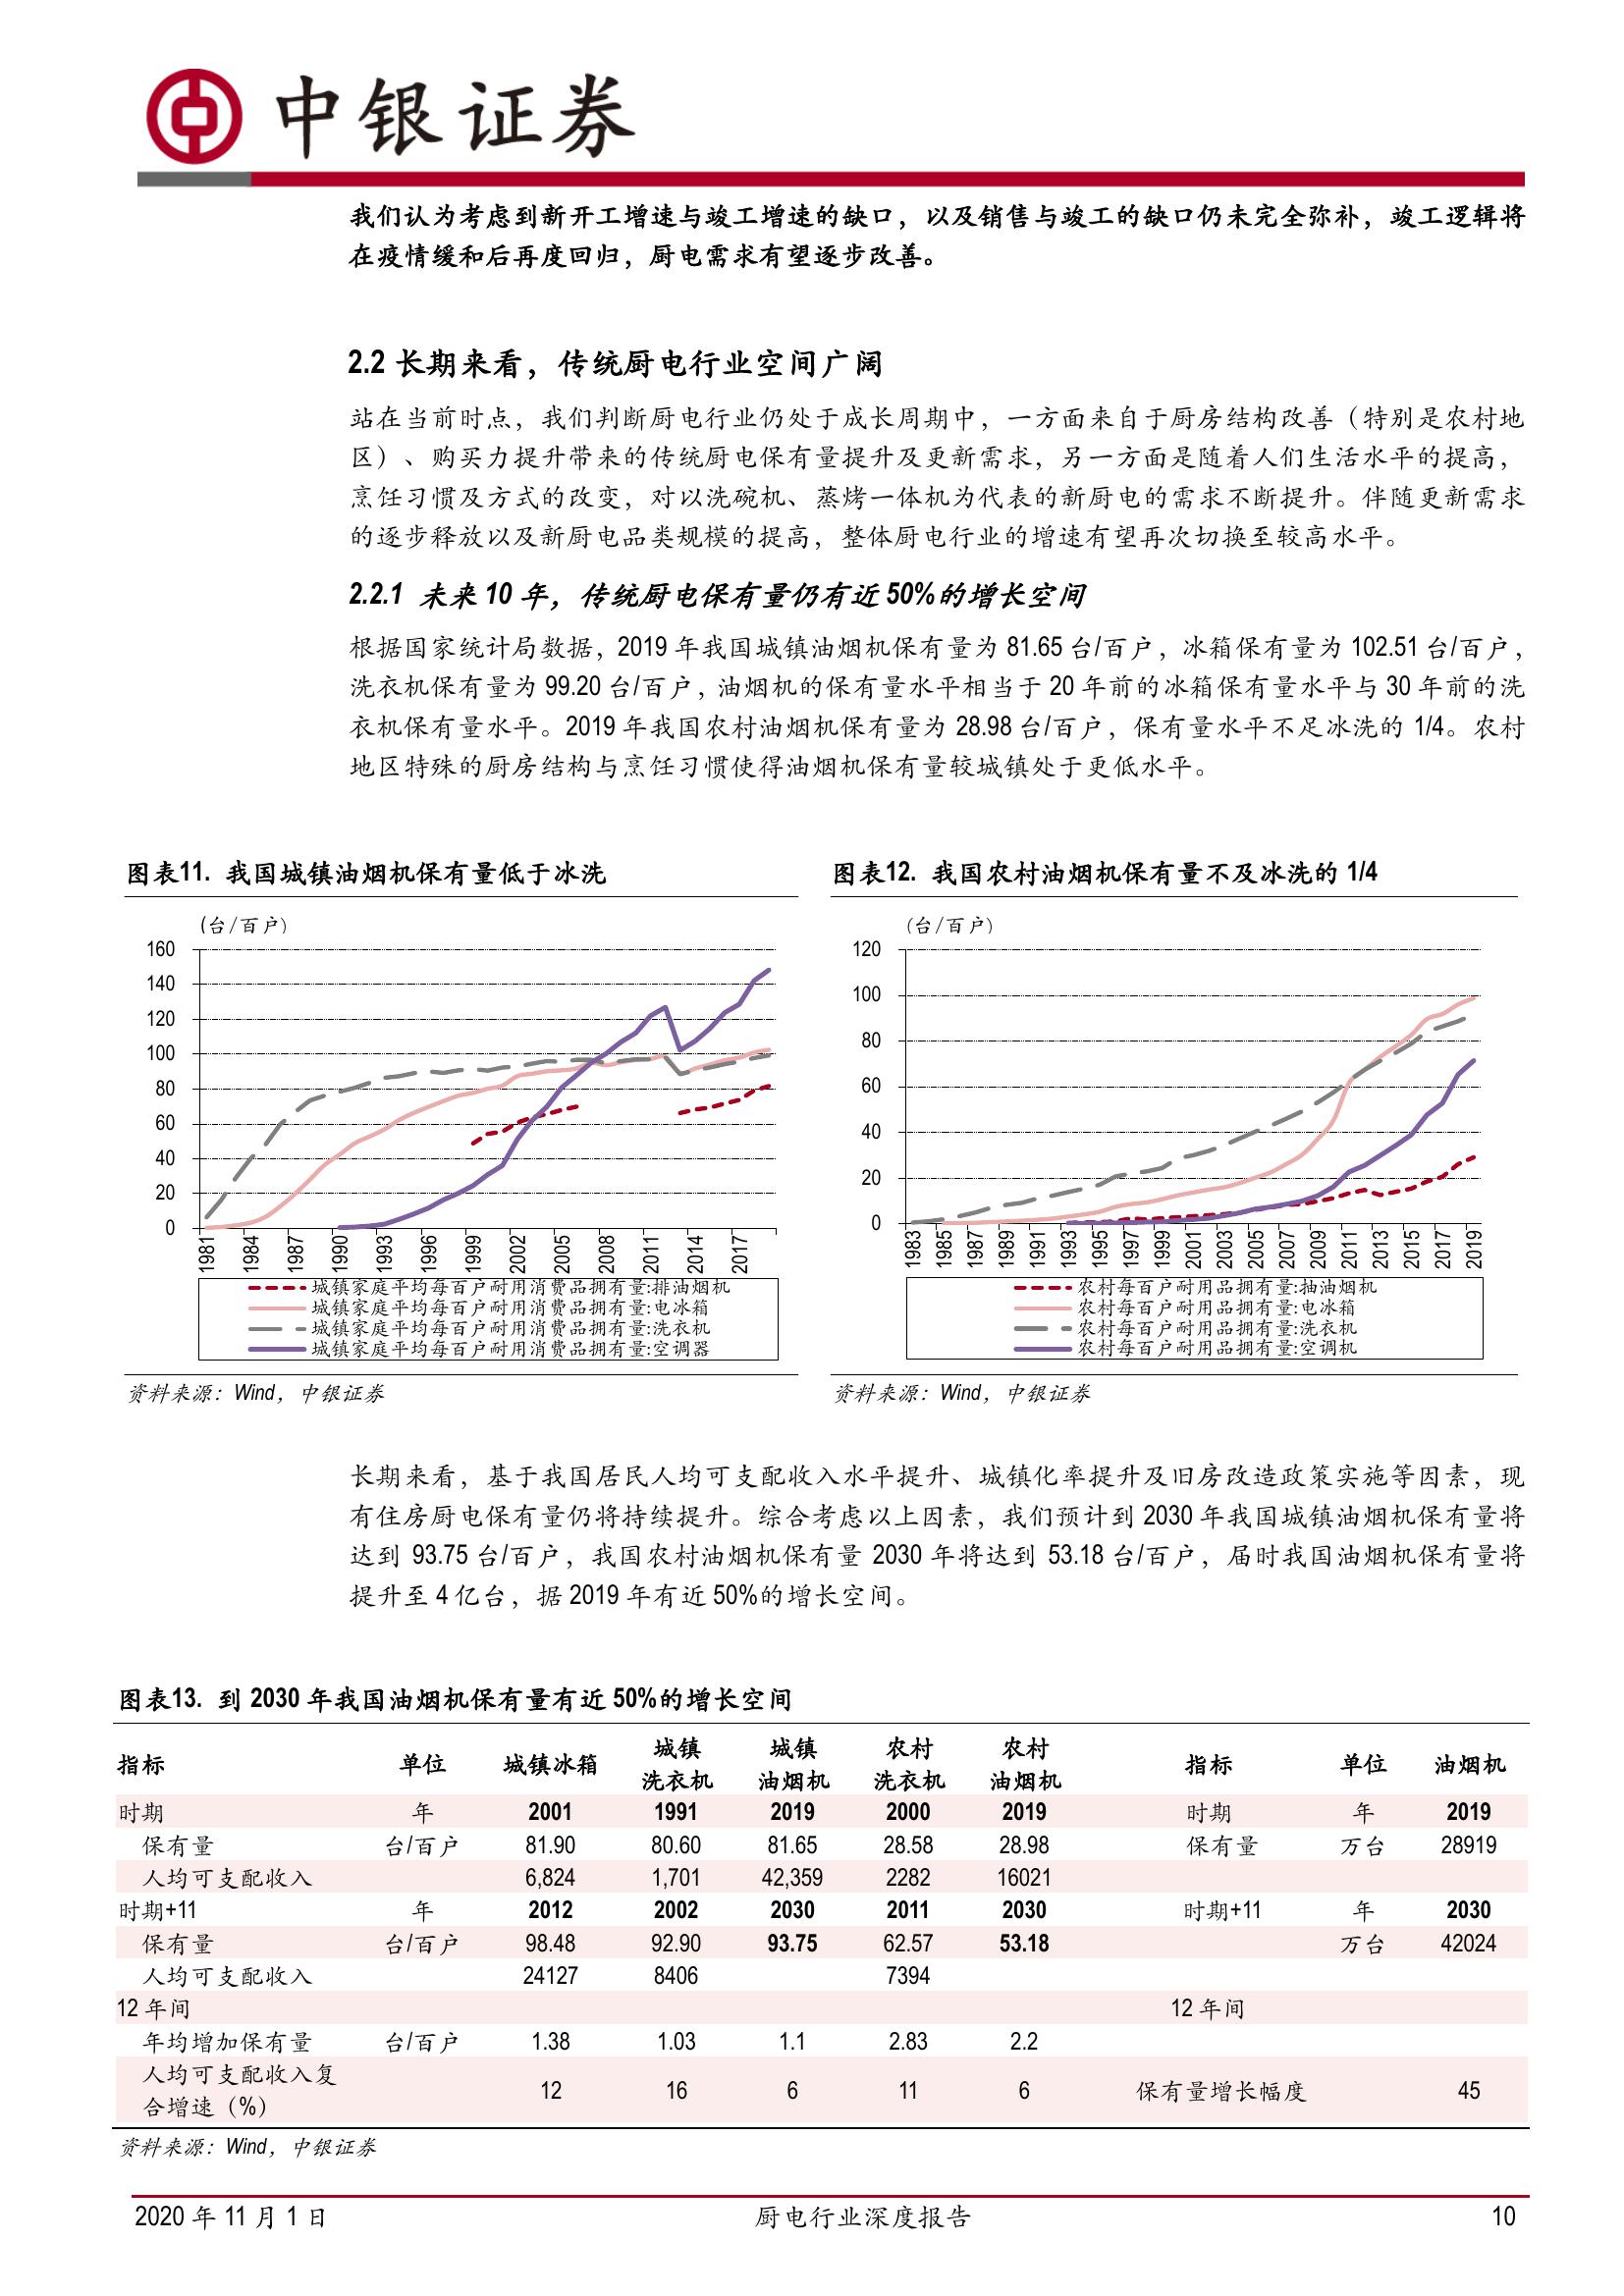 中银证券
我们认为考虑到新开工增速与竣工增速的缺口，以及销售与竣工的缺口仍未完全弥补，竣工逻辑将
在疫情缓和后再度回归，厨电需求有望逐步改善。
2.2 长期来看，传统厨电行业空间广阔
站在当前时点，我们判断厨电行业仍处于成长周期中，一方面来自于厨房结构改善（特别是农村地
区）、购买力提升带来的传统厨电保有量提升及更新需求，另一方面是随着人们生活水平的提高，
烹饪习惯及方式的改变，对以洗碗机、蒸烤一体机为代表的新厨电的需求不断提升。伴随更新需求
的逐步释放以及新厨电品类规模的提高，整体厨电行业的增速有望再次切换至较高水平。
2.2.1 未来 10 年，传统厨电保有量仍有近 50%的增长空间
根据国家统计局数据，2019 年我国城镇油烟机保有量为 81.65 台/百户，冰箱保有量为 102.51 台/百户，
洗衣机保有量为 99.20 台/百户，油烟机的保有量水平相当于 20 年前的冰箱保有量水平与 30 年前的洗
衣机保有量水平。2019 年我国农村油烟机保有量为 28.98 台/百户，保有量水平不足冰洗的 1/4。农村
地区特殊的厨房结构与烹饪习惯使得油烟机保有量较城镇处于更低水平。
图表11. 我国城镇油烟机保有量低于冰洗
(台/百户)
160
140
120
100
80
60
40
20
0
1981 1984 1987 1990 1993 1996 1999 2002 2005 2008 2011 2014 2017
城镇家庭平均每百户耐用消费品拥有量:排油烟机
城镇家庭平均每百户耐用消费品拥有量:电冰箱
城镇家庭平均每百户耐用消费品拥有量:洗衣机
城镇家庭平均每百户耐用消费品拥有量:空调器
资料来源：Wind，中银证券
图表12. 我国农村油烟机保有量不及冰洗的 1/4
(台/百户)
120
100
80
60
40
20
0
1983 1985 1987 1989 1991 1993 1995 1997 1999 2001 2003 2005 2007 2009 2011 2013 2015 2017 2019
农村每百户耐用品拥有量:抽油烟机
农村每百户耐用品拥有量:电冰箱
农村每百户耐用品拥有量:洗衣机
农村每百户耐用品拥有量:空调机
资料来源：Wind，中银证券
长期来看，基于我国居民人均可支配收入水平提升、城镇化率提升及旧房改造政策实施等因素，现
有住房厨电保有量仍将持续提升。综合考虑以上因素，我们预计到 2030 年我国城镇油烟机保有量将
达到 93.75 台/百户，我国农村油烟机保有量 2030 年将达到 53.18 台/百户，届时我国油烟机保有量将
提升至 4 亿台，据 2019 年有近 50%的增长空间。
图表13. 到 2030 年我国油烟机保有量有近 50%的增长空间
指标 单位 城镇冰箱 城镇洗衣机 城镇油烟机 农村洗衣机 农村油烟机 指标 单位 油烟机
时期 年 2001 1991 2019 2000 2019 时期 年 2019
保有量 台/百户 81.90 80.60 81.65 28.58 28.98 保有量 万台 28919
人均可支配收入 6,824 1,701 42,359 2282 16021
时期+11 年 2012 2002 2030 2011 2030 时期+11 年 2030
保有量 台/百户 98.48 92.90 93.75 62.57 53.18 万台 42024
人均可支配收入 24127 8406 7394
12 年间 12 年间
年均增加保有量 台/百户 1.38 1.03 1.1 2.83 2.2
人均可支配收入复
合增速（%） 12 16 6 11 6 保有量增长幅度 45
资料来源：Wind，中银证券
2020 年 11 月 1 日 厨电行业深度报告 10